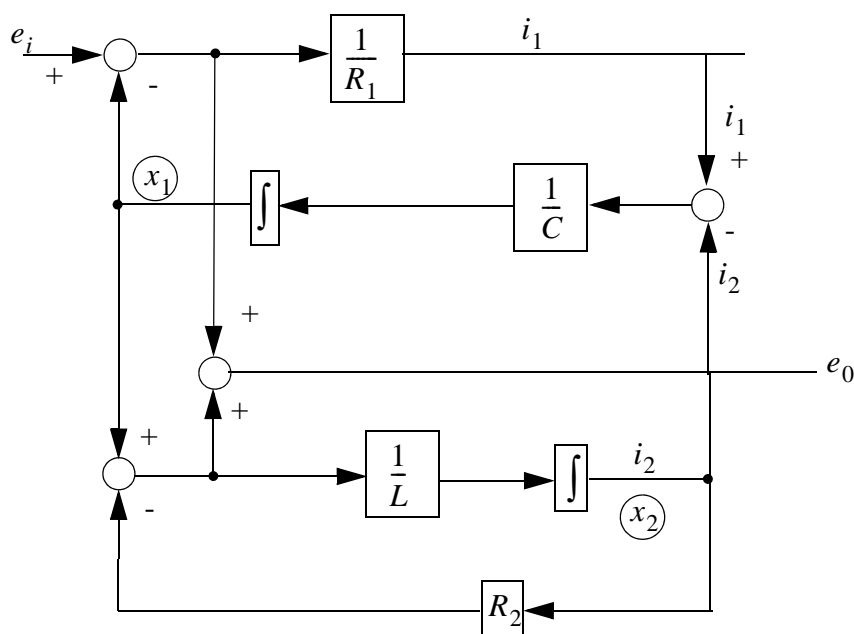 e_i
+
-
1/R_1
i_1
i_1
+
x_1
∫
1/C
-
i_2
+
e_0
+
+
-
1/L
∫
i_2
x_2
R_2